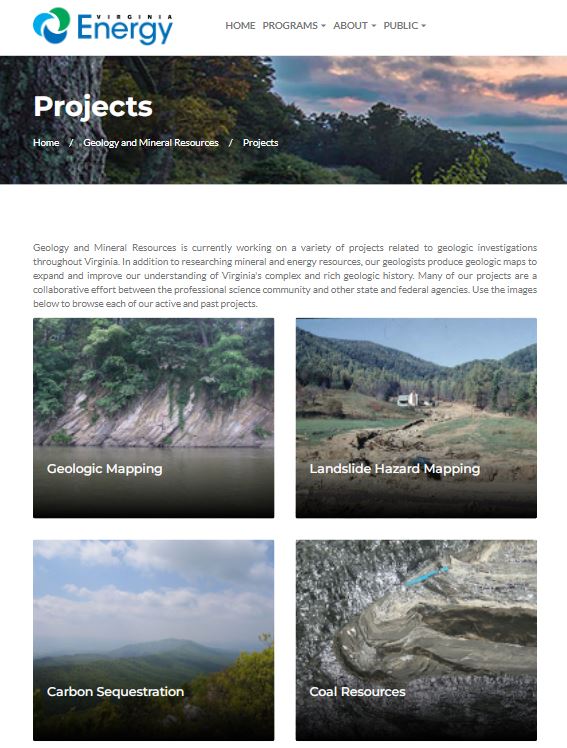 VIRGINIA
Energy
HOME PROGRAMS ABOUT PUBLIC
Projects
Home / Geology and Mineral Resources / Projects
Geology and Mineral Resources is currently working on a variety of projects related to geologic investigations
throughout Virginia. In addition to researching mineral and energy resources, our geologists produce geologic maps to
expand and improve our understanding of Virginia's complex and rich geologic history. Many of our projects are a
collaborative effort between the professional science community and other state and federal agencies. Use the images
below to browse each of our active and past projects.
Geologic Mapping
Landslide Hazard Mapping
Carbon Sequestration
Coal Resources